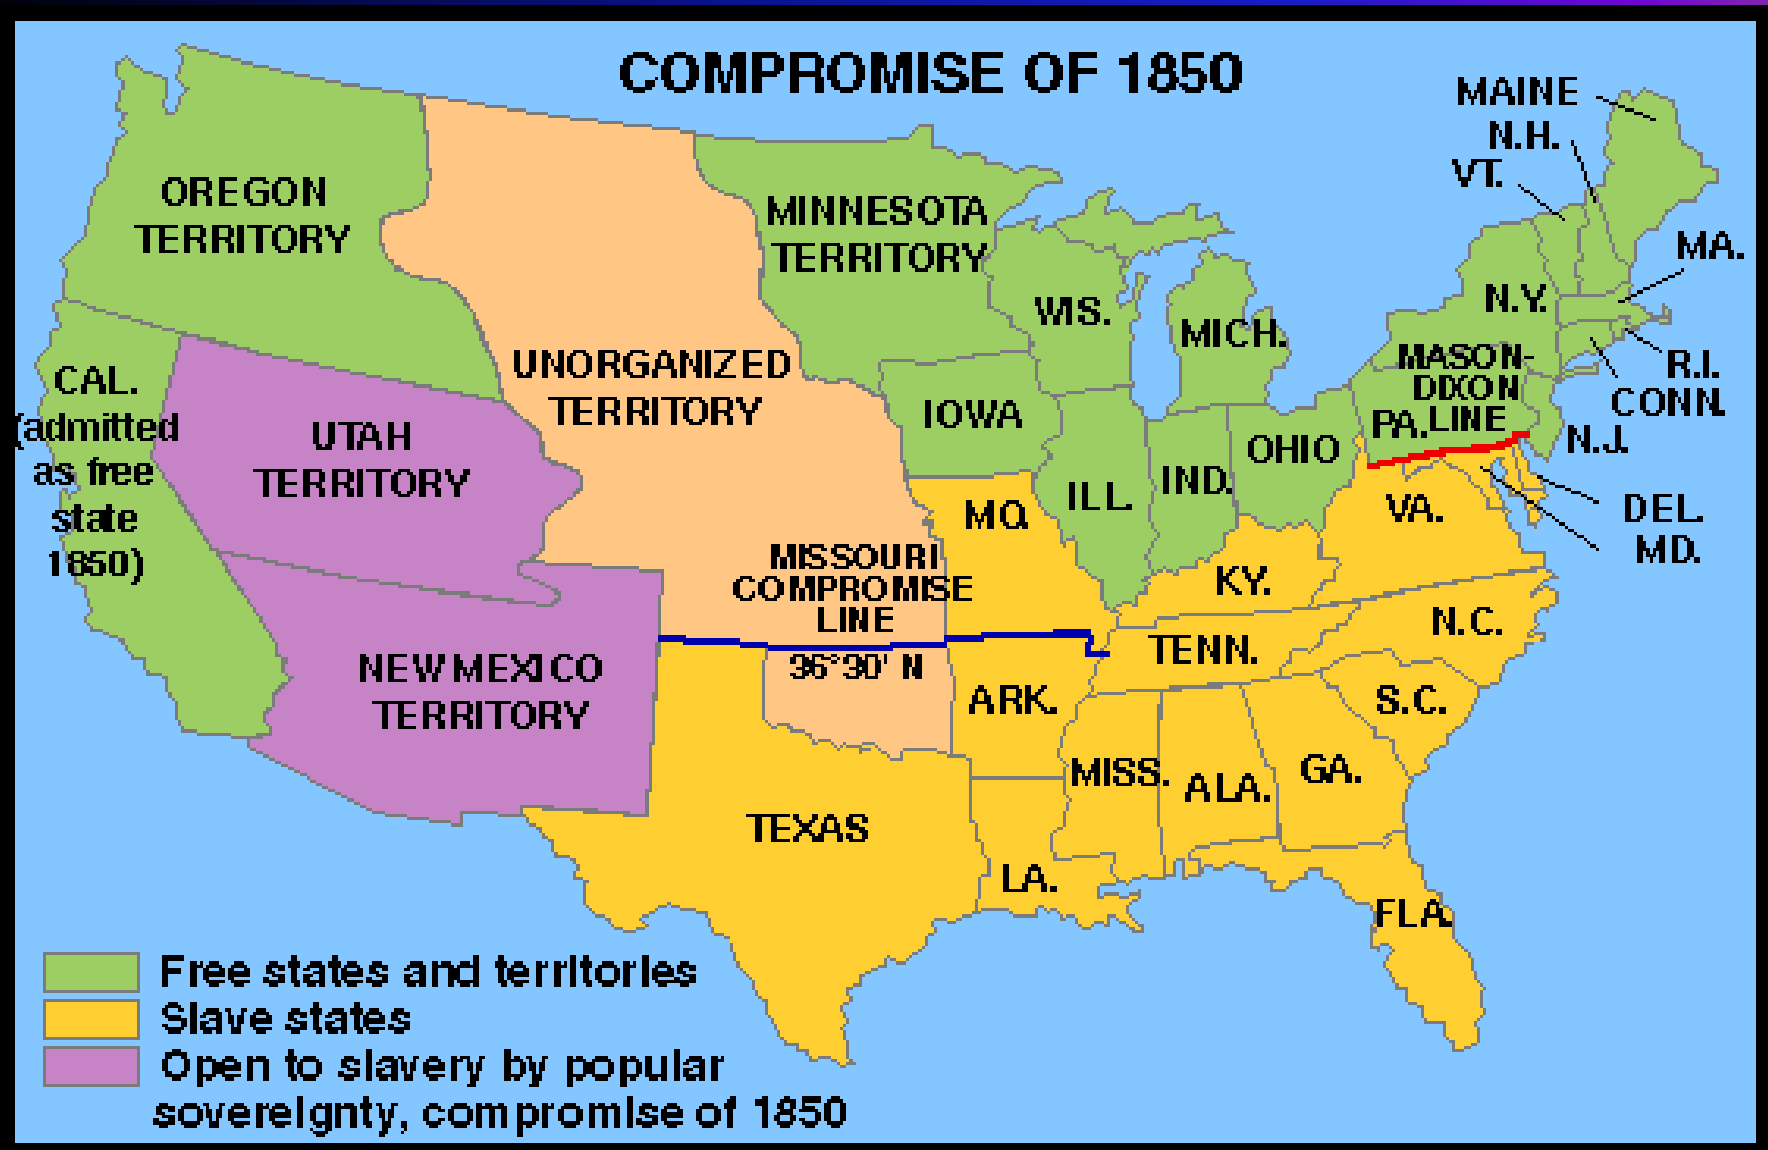 COMPROMISE OF 1850
MAINE
N.H.
VT.
OREGON
TERRITORY
MINNESOTA
TERRITORY
MA.
N.Y.
WIS.
MICH.
UNORGANIZED
TERRITORY
MASON-
DIXON
LINE
R.I.
CONN.
CAL.
(admitted
as free
state
1850)
IOWA
PA.
N.J.
UTAH
TERRITORY
OHIO
IND.
ILL.
MO.
VA.
DEL.
MD.
MISSOURI
COMPROMISE
LINE
36°30' N
KY.
N.C.
TENN.
NEW MEXICO
TERRITORY
ARK.
S.C.
MISS.
ALA.
GA.
TEXAS
LA.
FLA.
Free states and territories
Slave states
Open to slavery by popular
sovereignty, compromise of 1850